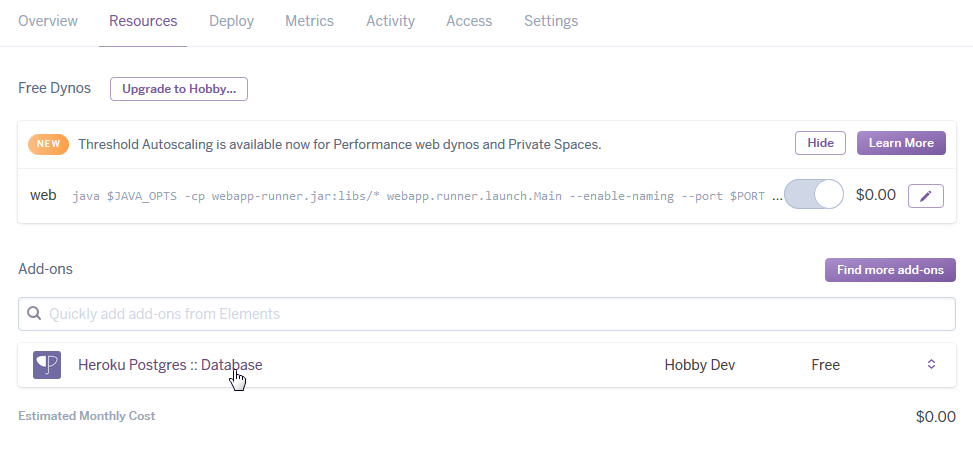 Overview Resources Deploy Metrics Activity Access Settings
Free Dynos Upgrade to Hobby...
NEW Threshold Autoscaling is available now for Performance web dynos and Private Spaces. Hide Learn More
web java $JAVA_OPTS -cp webapp-runner.jar:libs/* webapp.runner.launch.Main --enable-naming --port $PORT ... $0.00
Add-ons Find more add-ons
Quickly add add-ons from Elements
Heroku Postgres :: Database Hobby Dev Free
Estimated Monthly Cost $0.00